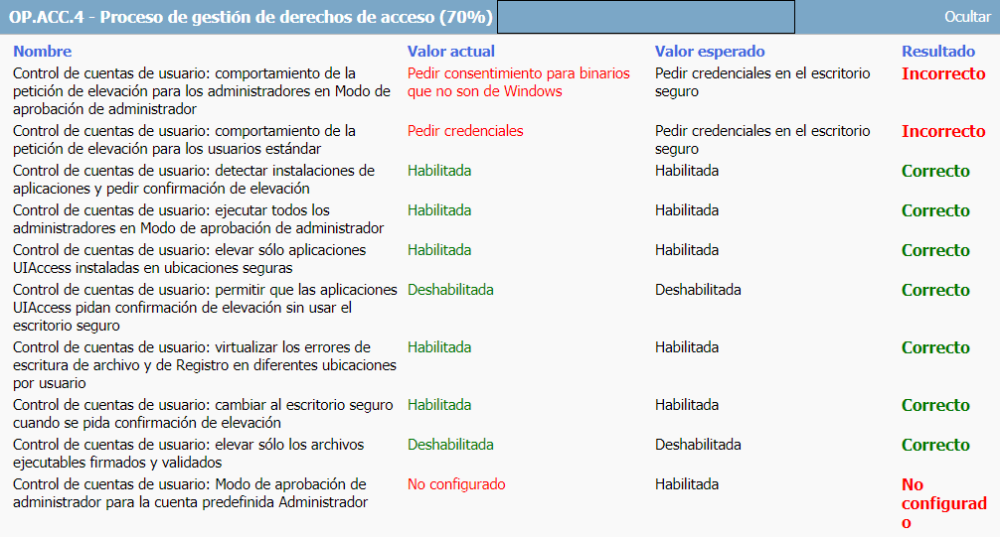 OP.ACC.4 - Proceso de gestión de derechos de acceso (70%) Ocultar
Nombre Valor actual Valor esperado Resultado
Control de cuentas de usuario: comportamiento de la Pedir consentimiento para binarios Pedir credenciales en el escritorio Incorrecto
petición de elevación para los administradores en Modo de que no son de Windows seguro
aprobación de administrador
Control de cuentas de usuario: comportamiento de la Pedir credenciales Pedir credenciales en el escritorio Incorrecto
petición de elevación para los usuarios estándar seguro
Control de cuentas de usuario: detectar instalaciones de Habilitada Habilitada Correcto
aplicaciones y pedir confirmación de elevación
Control de cuentas de usuario: ejecutar todos los Habilitada Habilitada Correcto
administradores en Modo de aprobación de administrador
Control de cuentas de usuario: elevar sólo aplicaciones Habilitada Habilitada Correcto
UIAccess instaladas en ubicaciones seguras
Control de cuentas de usuario: permitir que las aplicaciones Deshabilitada Deshabilitada Correcto
UIAccess pidan confirmación de elevación sin usar el
escritorio seguro
Control de cuentas de usuario: virtualizar los errores de Habilitada Habilitada Correcto
escritura de archivo y de Registro en diferentes ubicaciones
por usuario
Control de cuentas de usuario: cambiar al escritorio seguro Habilitada Habilitada Correcto
cuando se pida confirmación de elevación
Control de cuentas de usuario: elevar sólo los archivos Deshabilitada Deshabilitada Correcto
ejecutables firmados y validados
Control de cuentas de usuario: Modo de aprobación de No configurado Habilitada No
administrador para la cuenta predefinida Administrador configurad
o